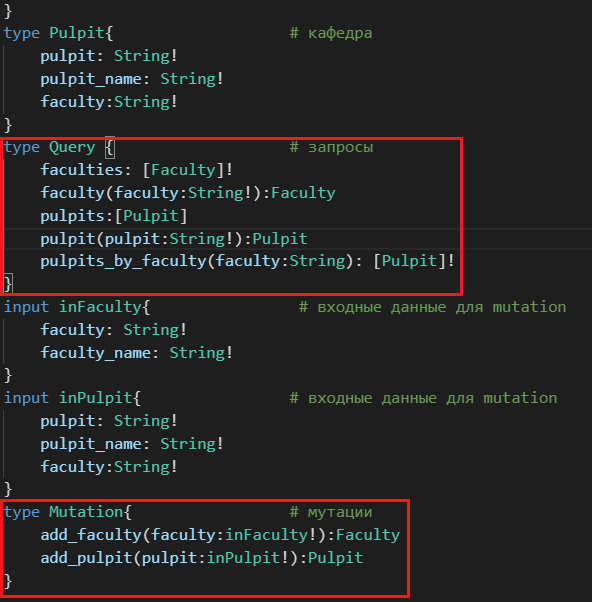 }
type Pulpit{                   # кафедра
    pulpit: String!
    pulpit_name: String!
    faculty:String!
}
type Query {                   # запросы
    faculties: [Faculty]!
    faculty(faculty:String!):Faculty
    pulpits:[Pulpit]
    pulpit(pulpit:String!):Pulpit
    pulpits_by_faculty(faculty:String): [Pulpit]!
}
input inFaculty{                # входные данные для mutation
    faculty: String!
    faculty_name: String!
}
input inPulpit{                # входные данные для mutation
    pulpit: String!
    pulpit_name: String!
    faculty:String!
}
type Mutation{                 # мутации
    add_faculty(faculty:inFaculty!):Faculty
    add_pulpit(pulpit:inPulpit!):Pulpit
}